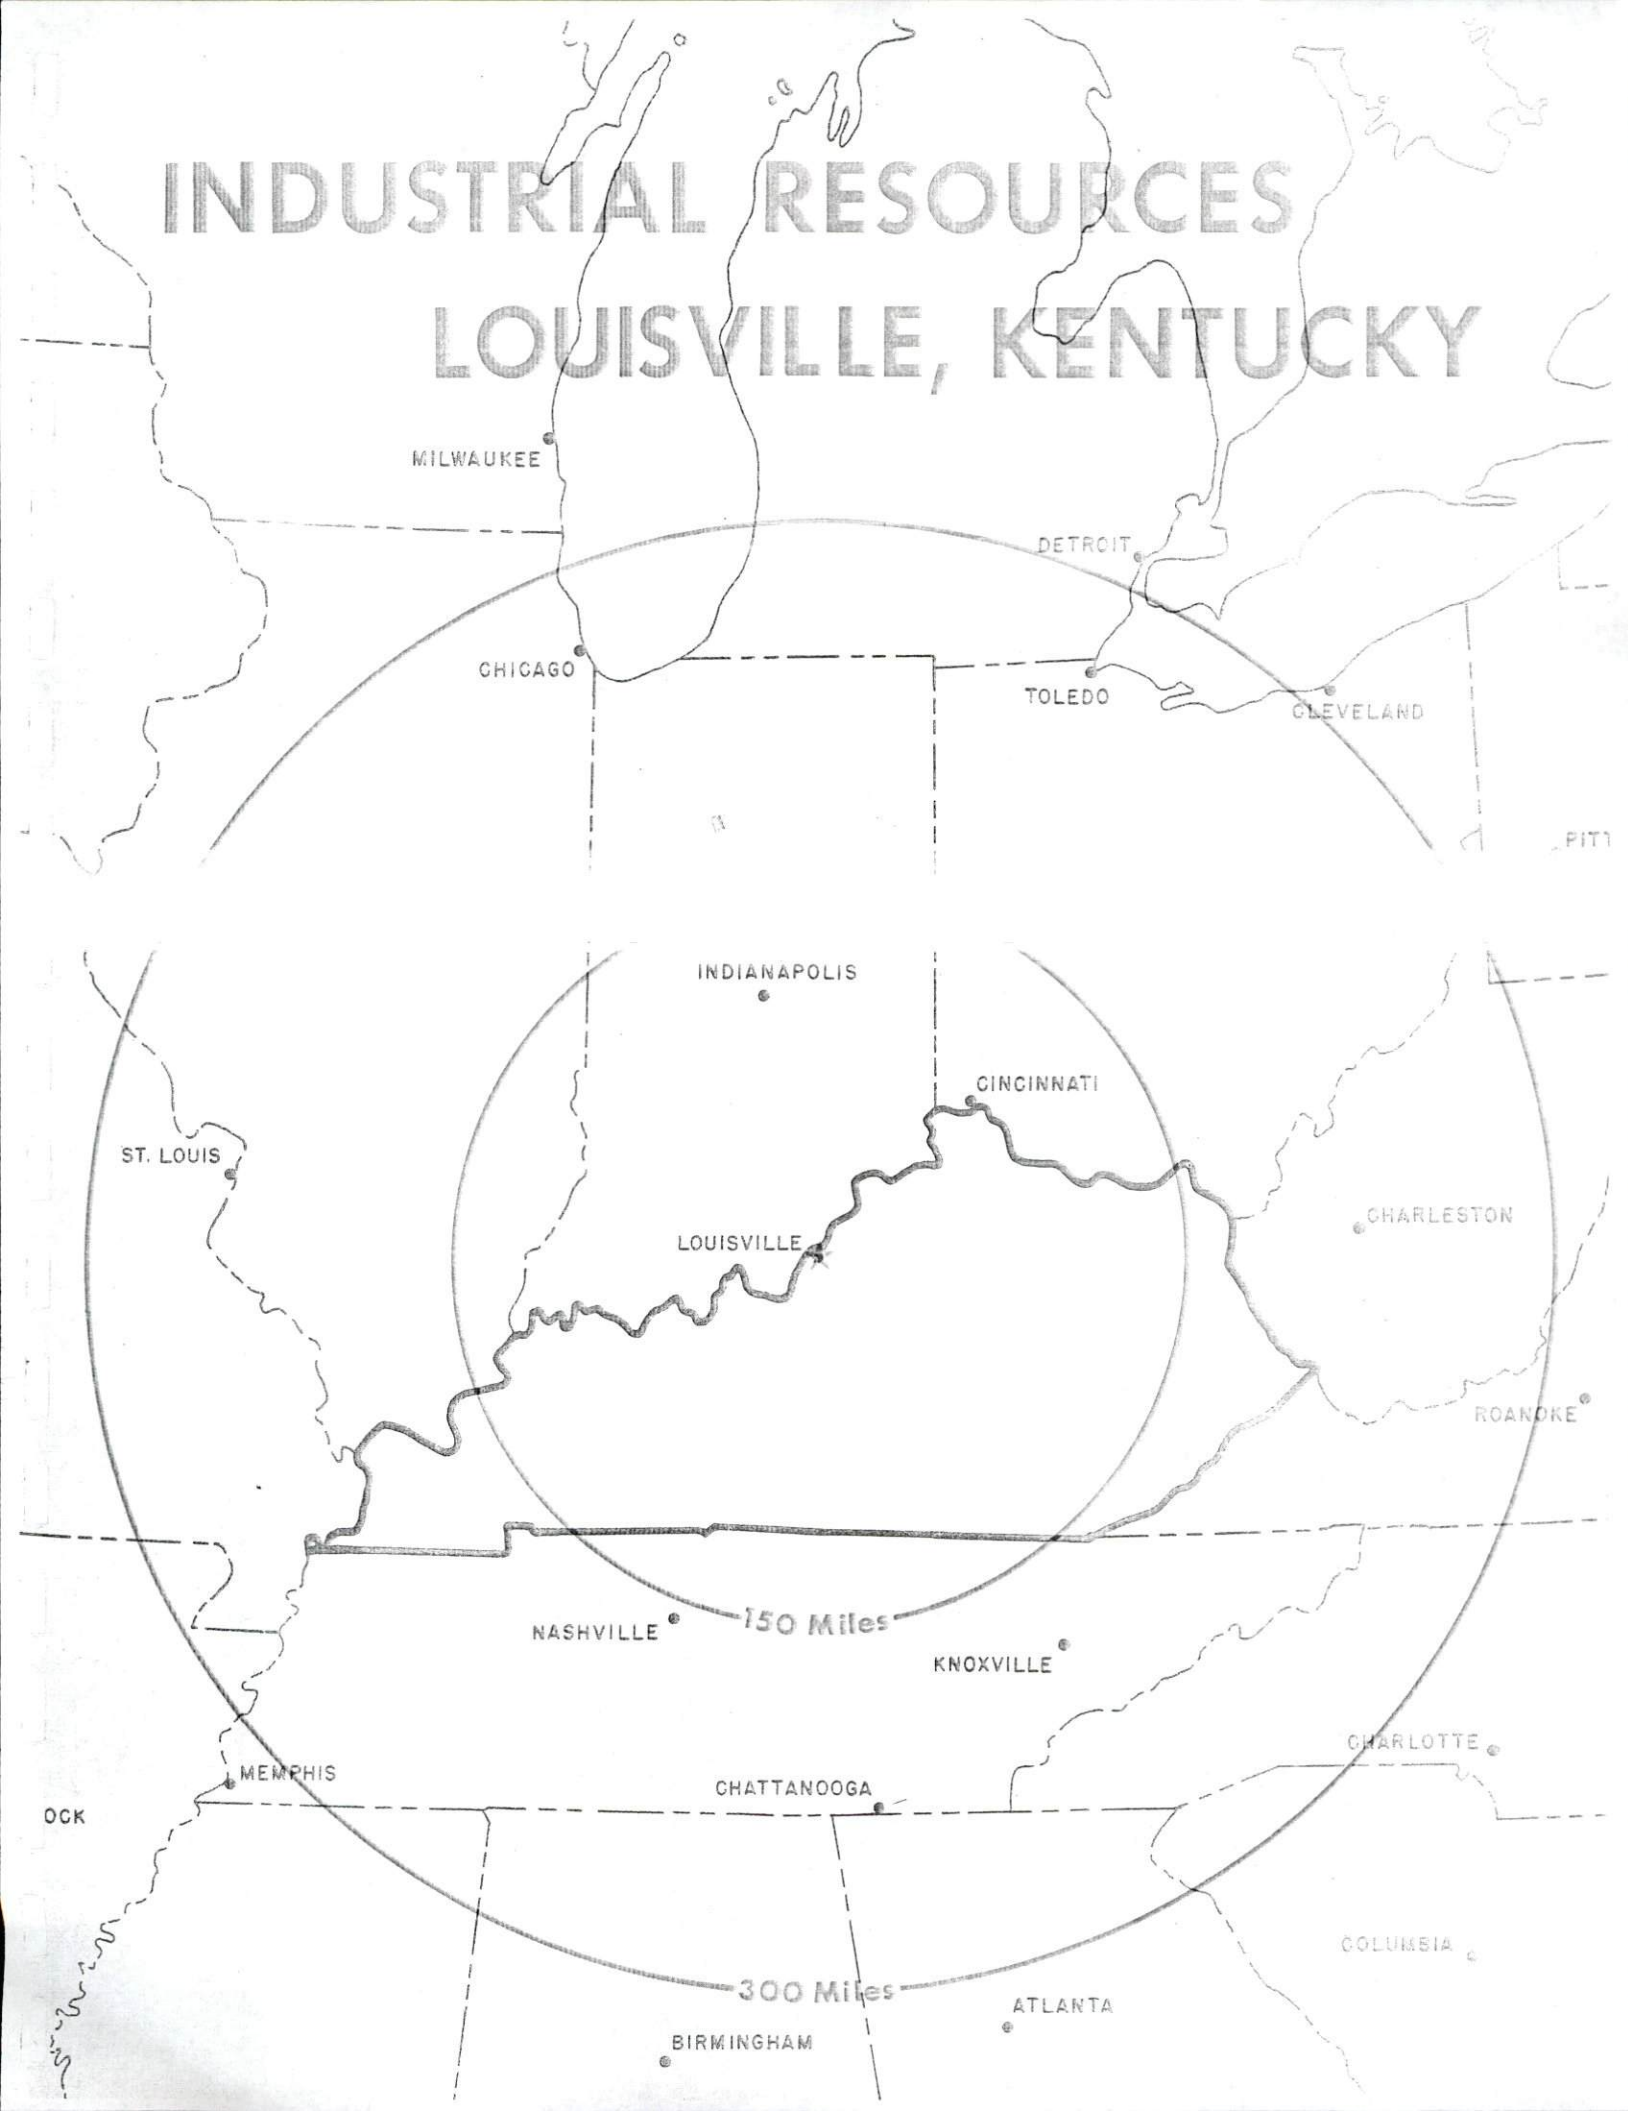 INDUSTRIAL RESOURCES
LOUISVILLE, KENTUCKY
MILWAUKEE
DETROIT
CHICAGO
TOLEDO
CLEVELAND
PITT
INDIANAPOLIS
CINCINNATI
ST. LOUIS
CHARLESTON
LOUISVILLE
ROANOKE
150 Miles
NASHVILLE
KNOXVILLE
CHARLOTTE
MEMPHIS
CHATTANOOGA
OCK
COLUMBIA
300 Miles
ATLANTA
BIRMINGHAM